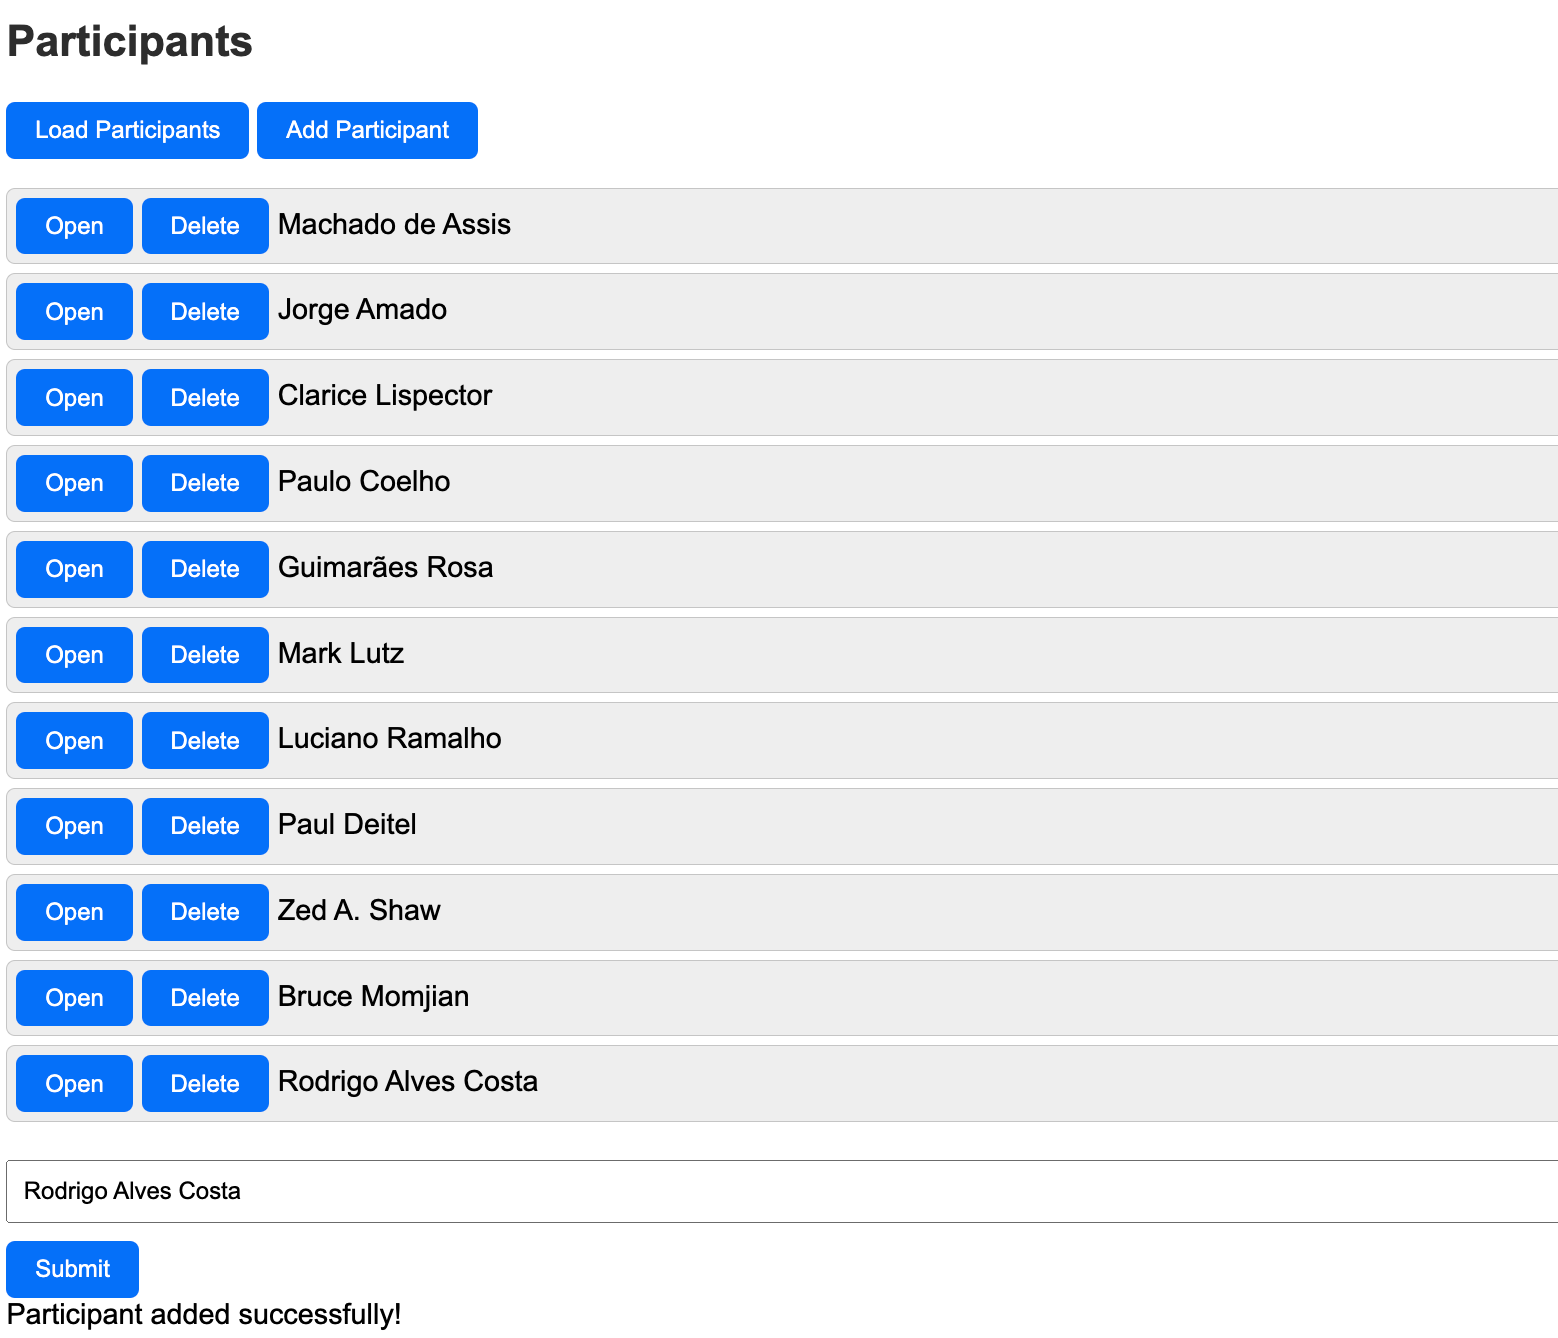 Participants
Load Participants Add Participant
Open Delete Machado de Assis
Open Delete Jorge Amado
Open Delete Clarice Lispector
Open Delete Paulo Coelho
Open Delete Guimarães Rosa
Open Delete Mark Lutz
Open Delete Luciano Ramalho
Open Delete Paul Deitel
Open Delete Zed A. Shaw
Open Delete Bruce Momjian
Open Delete Rodrigo Alves Costa
Rodrigo Alves Costa
Submit
Participant added successfully!